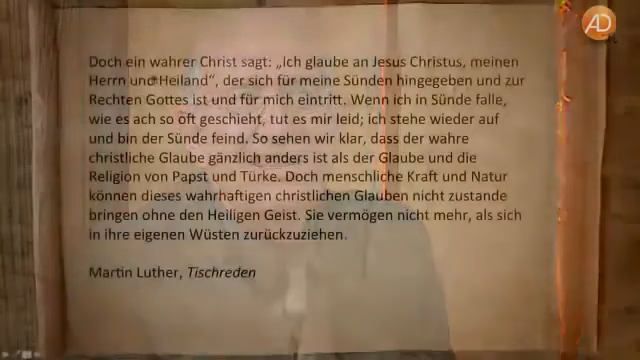 AD
Doch ein wahrer Christ sagt: „Ich glaube an Jesus Christus, meinen
Herrn und Heiland“, der sich für meine Sünden hingegeben und zur
Rechten Gottes ist und für mich eintritt. Wenn ich in Sünde falle,
wie es ach so oft geschieht, tut es mir leid; ich stehe wieder auf
und bin der Sünde feind. So sehen wir klar, dass der wahre
christliche Glaube gänzlich anders ist als der Glaube und die
Religion von Papst und Türke. Doch menschliche Kraft und Natur
können dieses wahrhaftigen christlichen Glauben nicht zustande
bringen ohne den Heiligen Geist. Sie vermögen nicht mehr, als sich
in ihre eigenen Wüsten zurückzuziehen.
Martin Luther, Tischreden